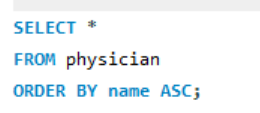 SELECT *
FROM physician
ORDER BY name ASC;